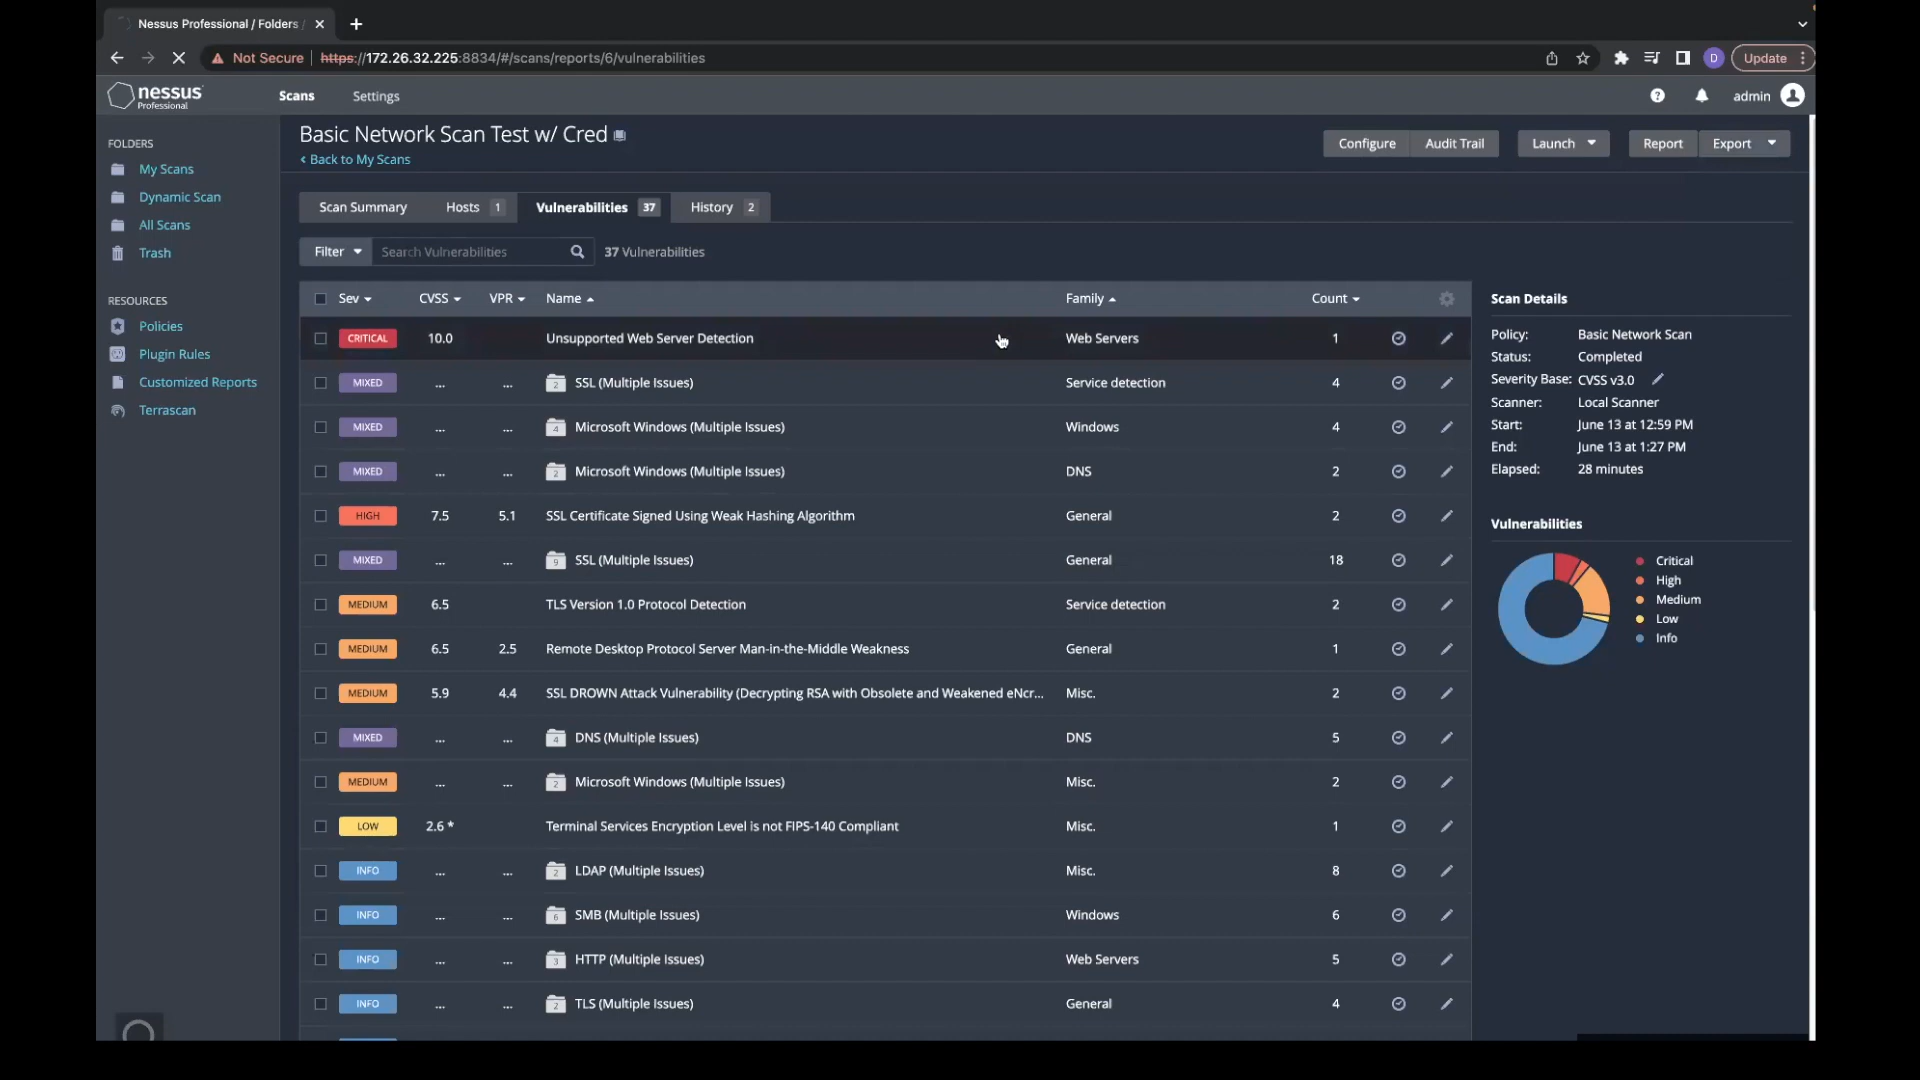 Nessus Professional / Folders /
Not Secure https://172.26.32.225:8834/#/scans/reports/6/vulnerabilities D Update
nessus Professional Scans Settings admin
FOLDERS
My Scans
Dynamic Scan
All Scans
Trash
RESOURCES
Policies
Plugin Rules
Customized Reports
Terrascan
Basic Network Scan Test w/ Cred
< Back to My Scans
Configure Audit Trail Launch Report Export
Scan Summary Hosts 1 Vulnerabilities 37 History 2
Filter Search Vulnerabilities 37 Vulnerabilities
Sev CVSS VPR Name Family Count
CRITICAL 10.0 Unsupported Web Server Detection Web Servers 1
MIXED ... ... 2 SSL (Multiple Issues) Service detection 4
MIXED ... ... 4 Microsoft Windows (Multiple Issues) Windows 4
MIXED ... ... 2 Microsoft Windows (Multiple Issues) DNS 2
HIGH 7.5 5.1 SSL Certificate Signed Using Weak Hashing Algorithm General 2
MIXED ... ... 9 SSL (Multiple Issues) General 18
MEDIUM 6.5 TLS Version 1.0 Protocol Detection Service detection 2
MEDIUM 6.5 2.5 Remote Desktop Protocol Server Man-in-the-Middle Weakness General 1
MEDIUM 5.9 4.4 SSL DROWN Attack Vulnerability (Decrypting RSA with Obsolete and Weakened eNcr... Misc. 2
MIXED ... ... 4 DNS (Multiple Issues) DNS 5
MEDIUM ... ... 2 Microsoft Windows (Multiple Issues) Misc. 2
LOW 2.6 * Terminal Services Encryption Level is not FIPS-140 Compliant Misc. 1
INFO ... ... 2 LDAP (Multiple Issues) Misc. 8
INFO ... ... 6 SMB (Multiple Issues) Windows 6
INFO ... ... 3 HTTP (Multiple Issues) Web Servers 5
INFO ... ... 2 TLS (Multiple Issues) General 4
Scan Details
Policy: Basic Network Scan
Status: Completed
Severity Base: CVSS v3.0
Scanner: Local Scanner
Start: June 13 at 12:59 PM
End: June 13 at 1:27 PM
Elapsed: 28 minutes
Vulnerabilities
Critical
High
Medium
Low
Info